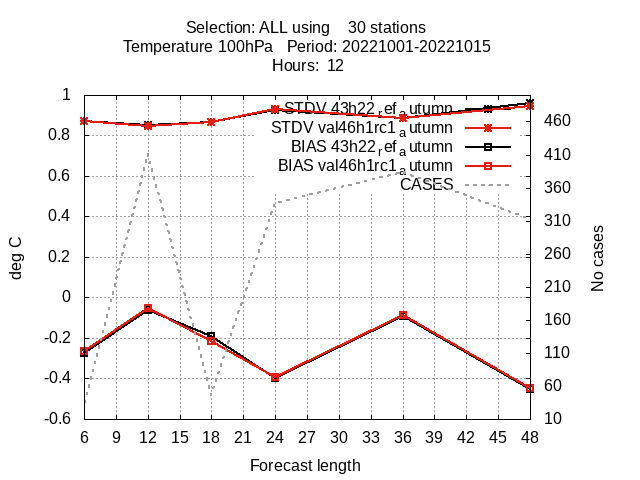 Selection: ALL using    30 stations
Temperature 100hPa   Period: 20221001-20221015
Hours:  12
STDV 43h22_ref_autumn
STDV val46h1rc1_autumn
BIAS 43h22_ref_autumn
BIAS val46h1rc1_autumn
CASES
1
0.8
0.6
0.4
0.2
0
-0.2
-0.4
-0.6
deg C
460
410
360
310
260
210
160
110
60
10
No cases
6 9 12 15 18 21 24 27 30 33 36 39 42 45 48
Forecast length